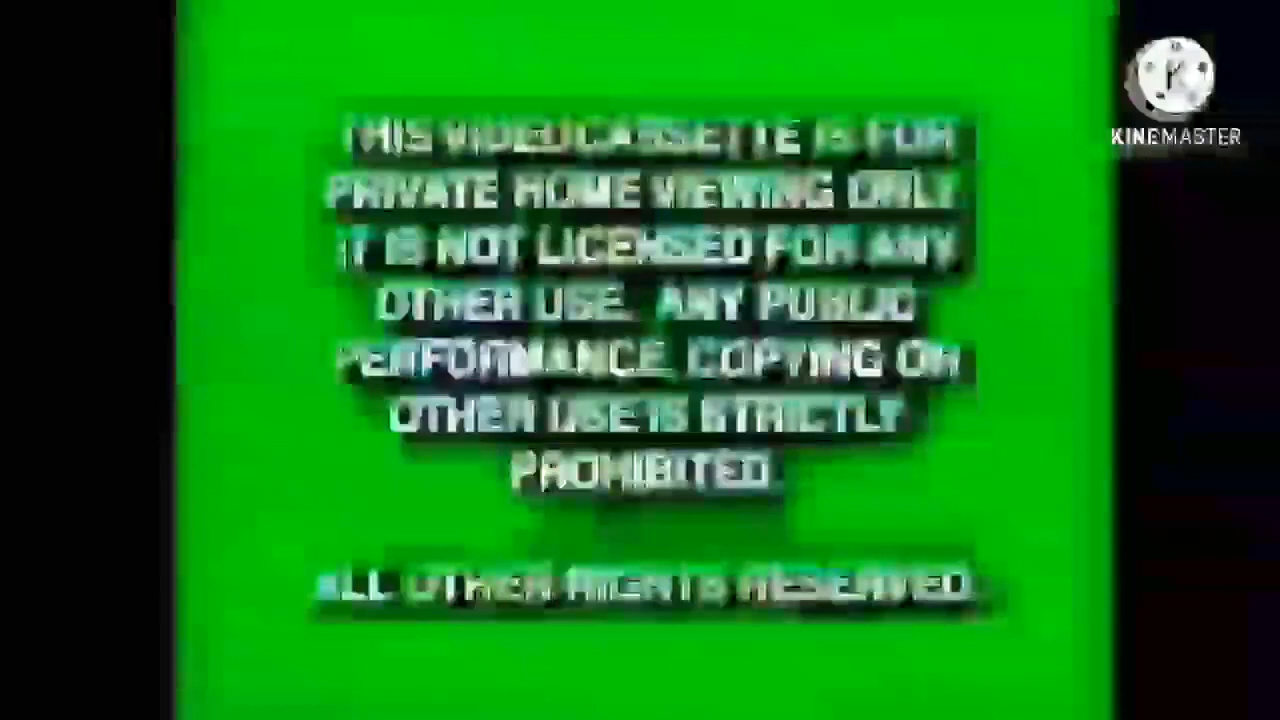 THIS VIDEOCASSETTE IS FOR
PRIVATE HOME VIEWING ONLY
IT IS NOT LICENSED FOR ANY
OTHER USE. ANY PUBLIC
PERFORMANCE, COPYING OR
OTHER USE IS STRICTLY
PROHIBITED.
ALL OTHER RIGHTS RESERVED.
K
KINEMASTER